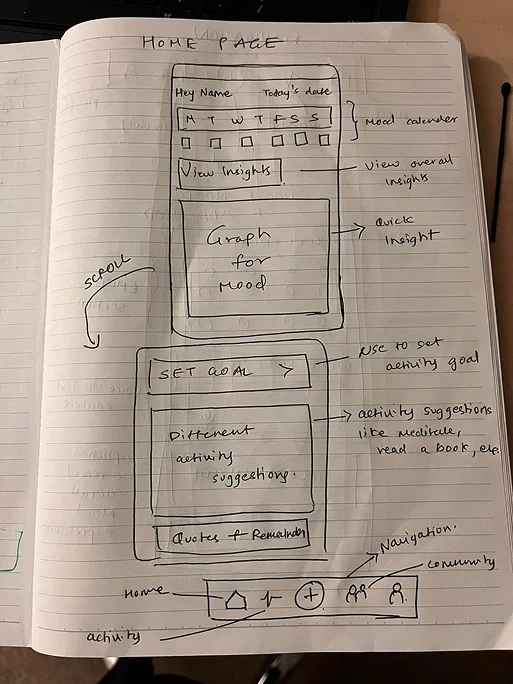 HOME PAGE
Hey Name Today's date
M T W T F S S
Mood calender
View Insights
View overall
insights
Graph
for
Mood
Quick
insight
SCROLL
SET GOAL >
Use to set
activity goal
Different
activity
suggestions.
activity suggestions
like meditate,
read a book, etc.
Quotes + Remainder
Navigation.
community
Home
activity